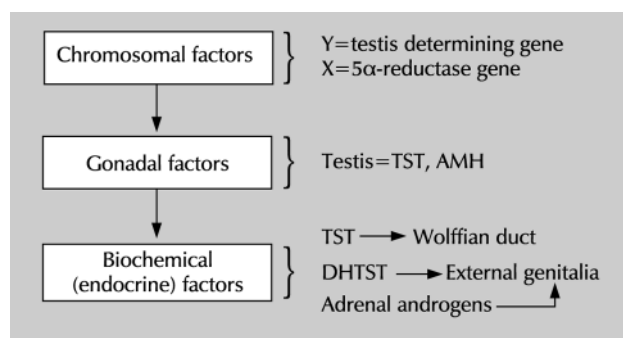 Chromosomal factors
Y=testis determining gene
X=5α-reductase gene
Gonadal factors
Testis=TST, AMH
Biochemical
(endocrine) factors
TST → Wolffian duct
DHTST → External genitalia
Adrenal androgens